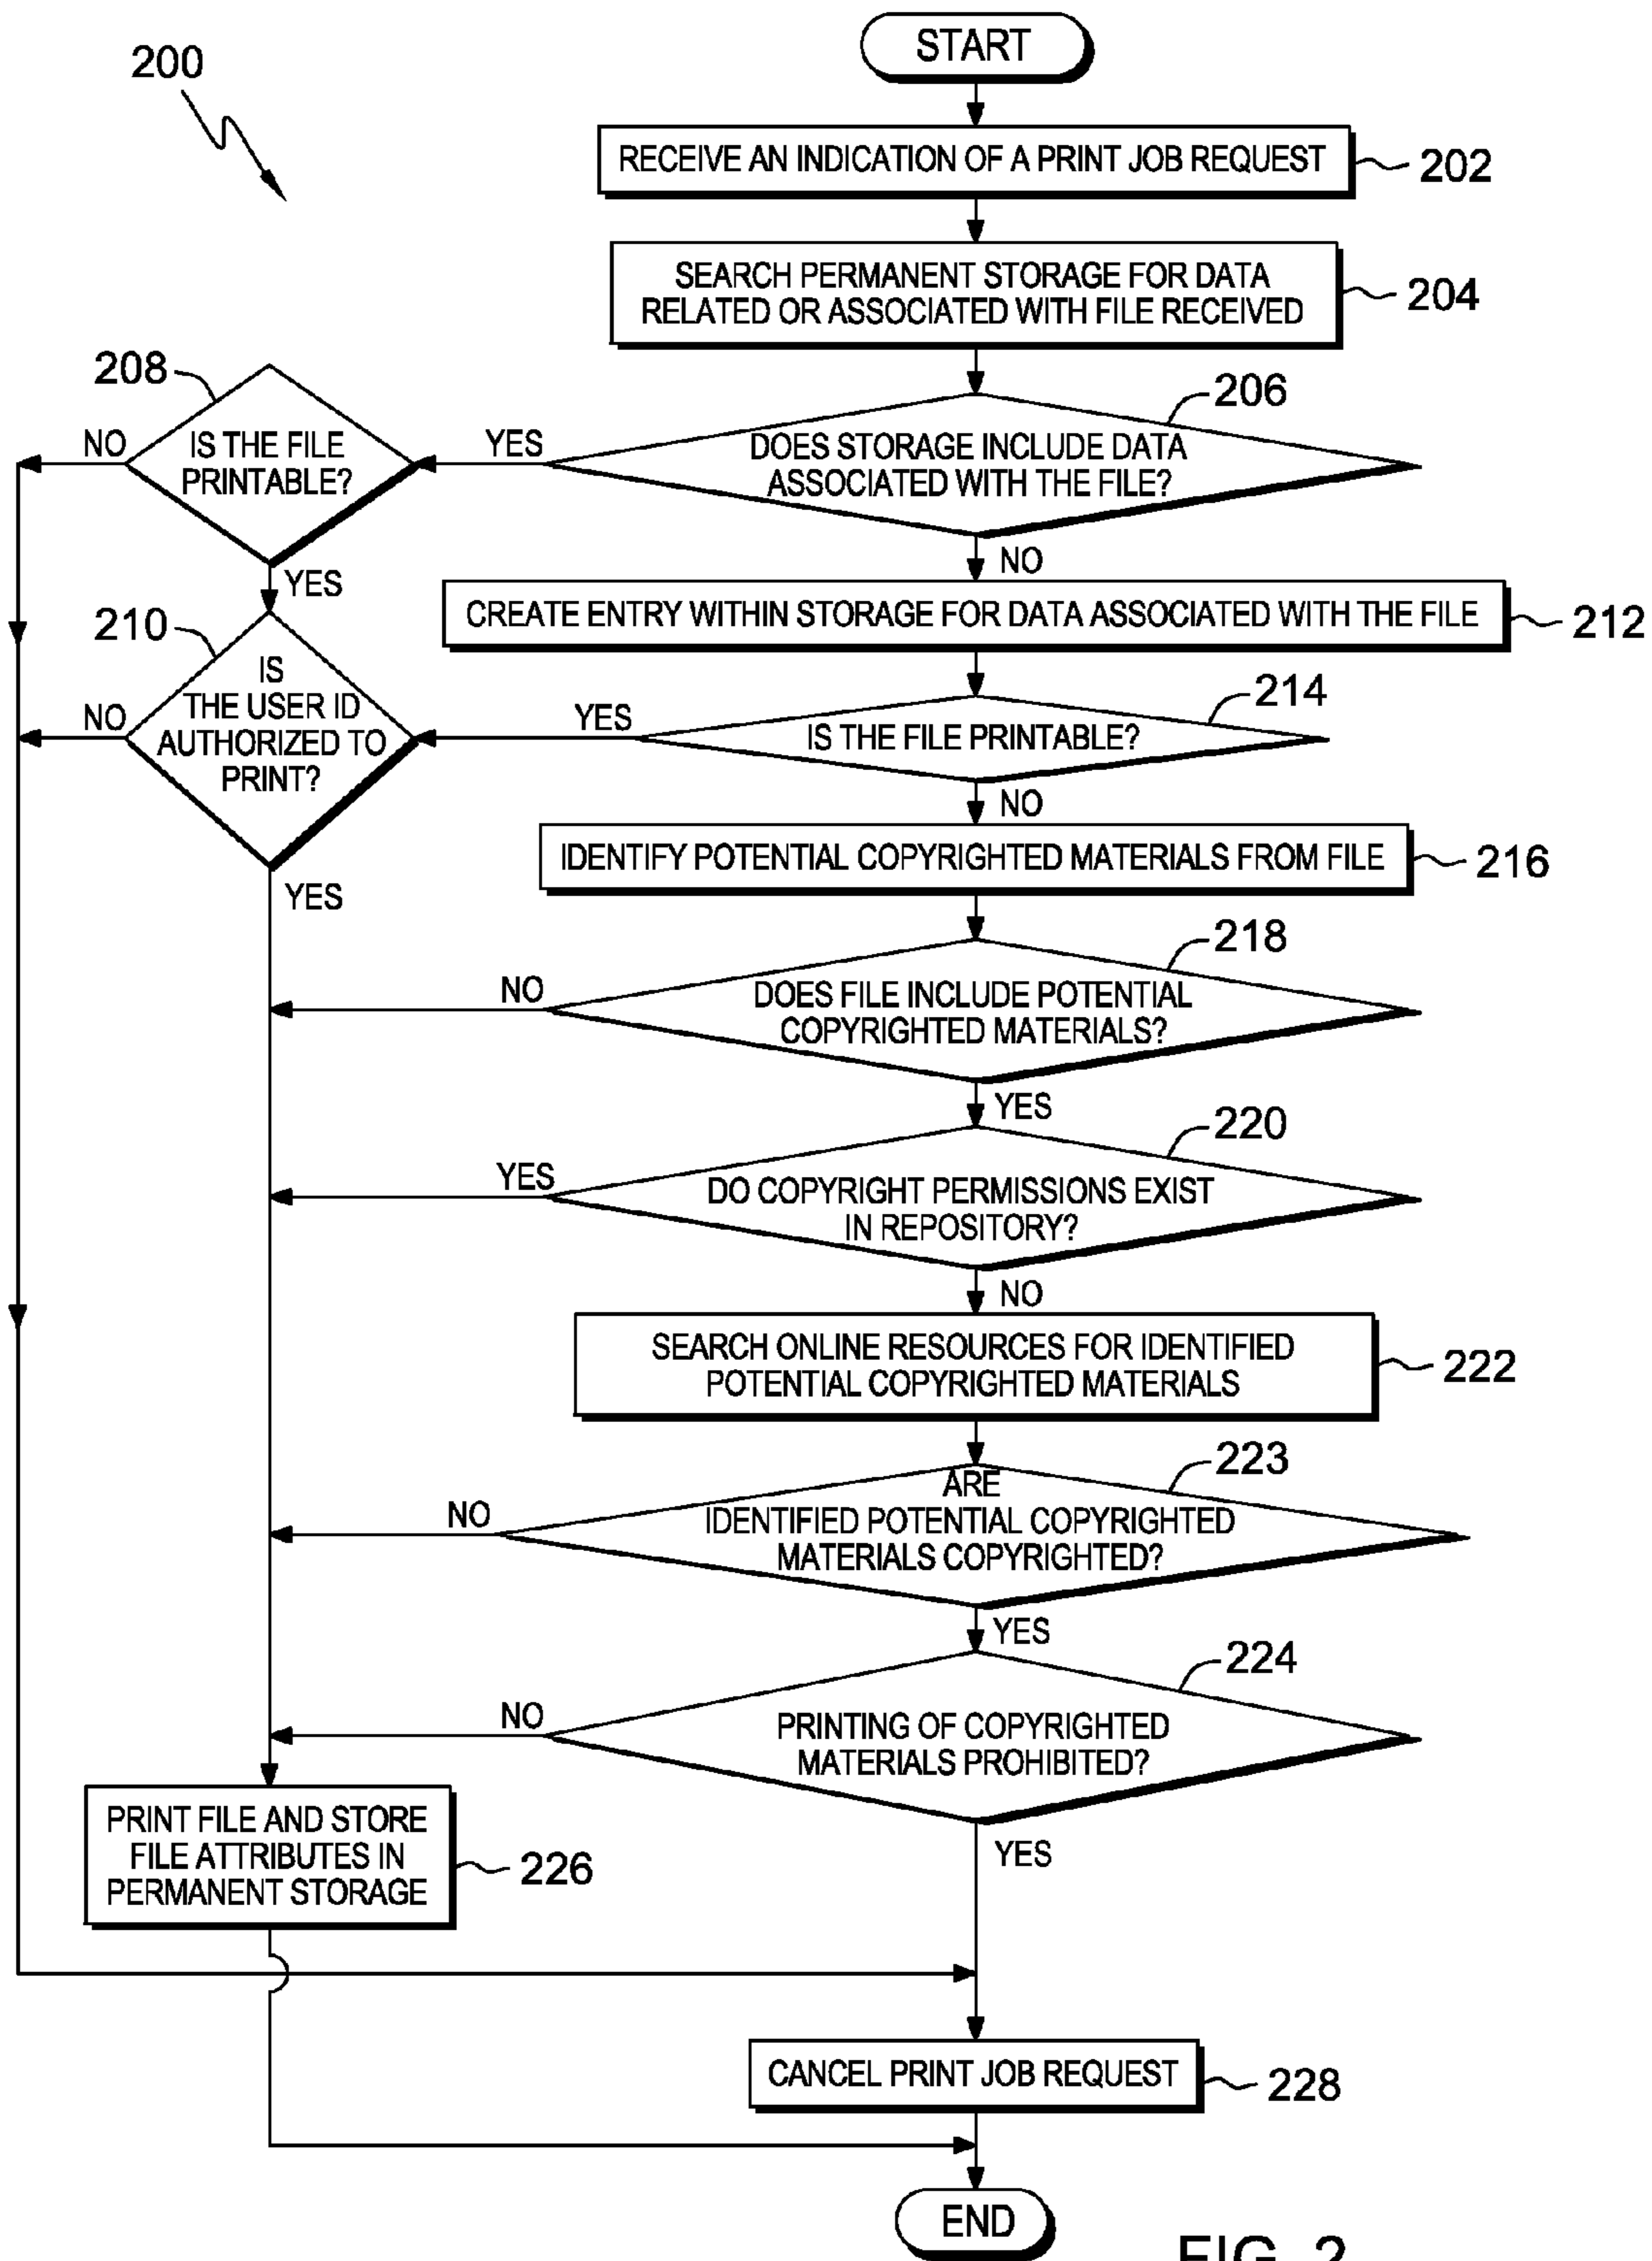 START
200
RECEIVE AN INDICATION OF A PRINT JOB REQUEST
202
SEARCH PERMANENT STORAGE FOR DATA
RELATED OR ASSOCIATED WITH FILE RECEIVED
204
208
206
NO
IS THE FILE
PRINTABLE?
YES
DOES STORAGE INCLUDE DATA
ASSOCIATED WITH THE FILE?
YES
NO
CREATE ENTRY WITHIN STORAGE FOR DATA ASSOCIATED WITH THE FILE
212
210
IS
THE USER ID
AUTHORIZED TO
PRINT?
NO
YES
214
IS THE FILE PRINTABLE?
NO
YES
IDENTIFY POTENTIAL COPYRIGHTED MATERIALS FROM FILE
216
218
NO
DOES FILE INCLUDE POTENTIAL
COPYRIGHTED MATERIALS?
YES
220
YES
DO COPYRIGHT PERMISSIONS EXIST
IN REPOSITORY?
NO
SEARCH ONLINE RESOURCES FOR IDENTIFIED
POTENTIAL COPYRIGHTED MATERIALS
222
223
NO
ARE
IDENTIFIED POTENTIAL COPYRIGHTED
MATERIALS COPYRIGHTED?
YES
224
NO
PRINTING OF COPYRIGHTED
MATERIALS PROHIBITED?
YES
PRINT FILE AND STORE
FILE ATTRIBUTES IN
PERMANENT STORAGE
226
CANCEL PRINT JOB REQUEST
228
END
FIG. 2